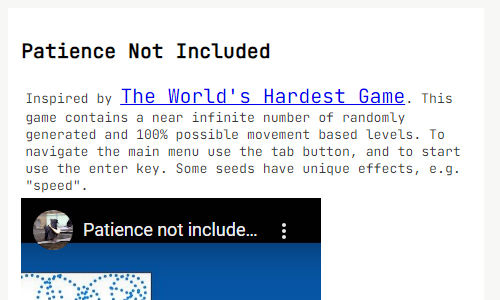 Patience Not Included
Inspired by The World's Hardest Game. This
game contains a near infinite number of randomly
generated and 100% possible movement based levels. To
navigate the main menu use the tab button, and to start
use the enter key. Some seeds have unique effects, e.g.
"speed".
Patience not include...